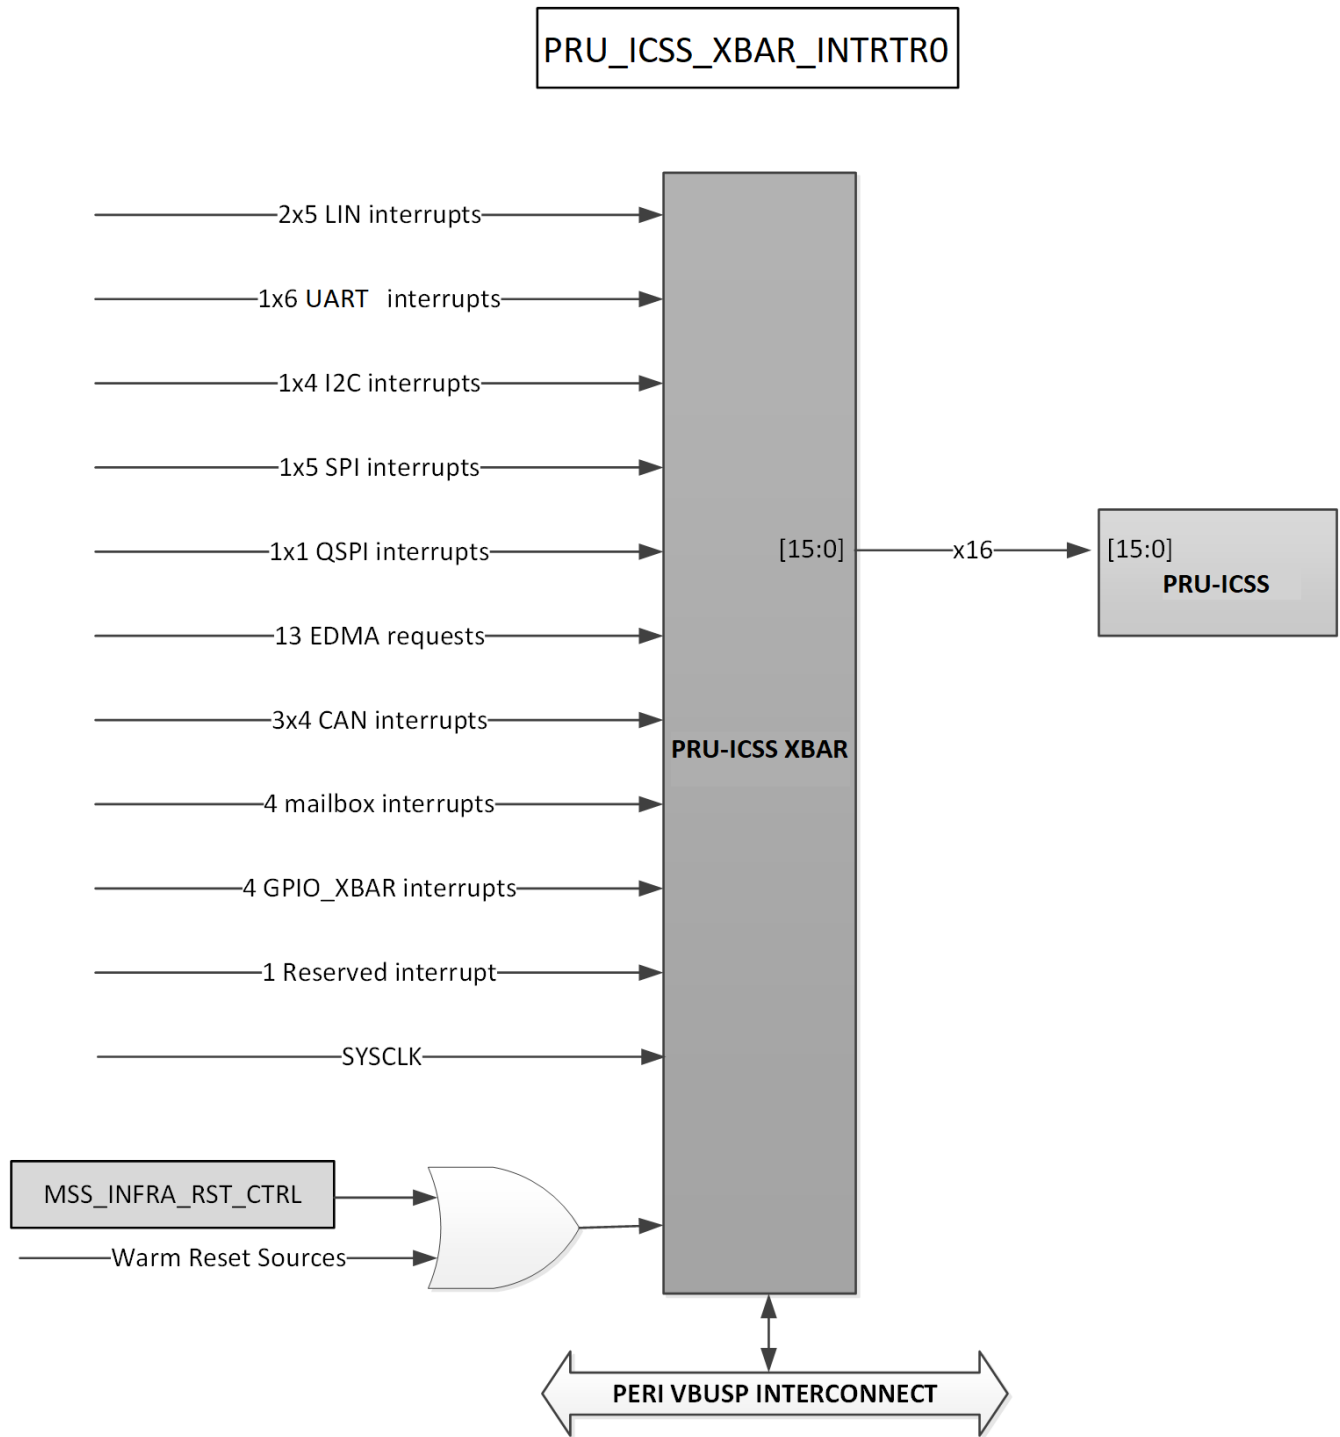 PRU_ICSS_XBAR_INTRTR0
2x5 LIN interrupts
1x6 UART interrupts
1x4 I2C interrupts
1x5 SPI interrupts
1x1 QSPI interrupts
[15:0]
x16
[15:0]
PRU-ICSS
13 EDMA requests
3x4 CAN interrupts
PRU-ICSS XBAR
4 mailbox interrupts
4 GPIO_XBAR interrupts
1 Reserved interrupt
SYSCLK
MSS_INFRA_RST_CTRL
Warm Reset Sources
PERI VBUSP INTERCONNECT